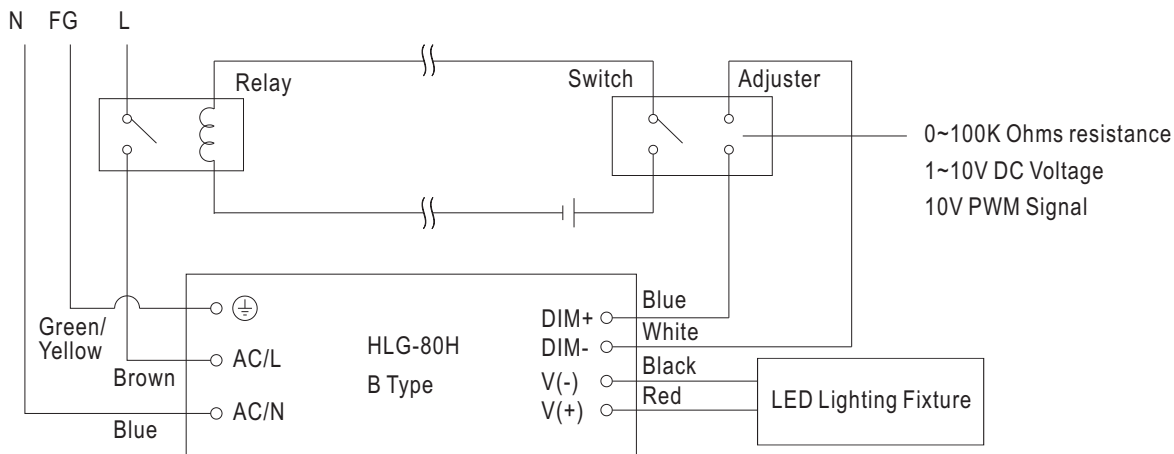 N FG L
Relay
Switch
Adjuster
0~100K Ohms resistance
1~10V DC Voltage
10V PWM Signal
Green/
Yellow
Brown
Blue
AC/L
AC/N
HLG-80H
B Type
DIM+
DIM-
V(-)
V(+)
Blue
White
Black
Red
LED Lighting Fixture